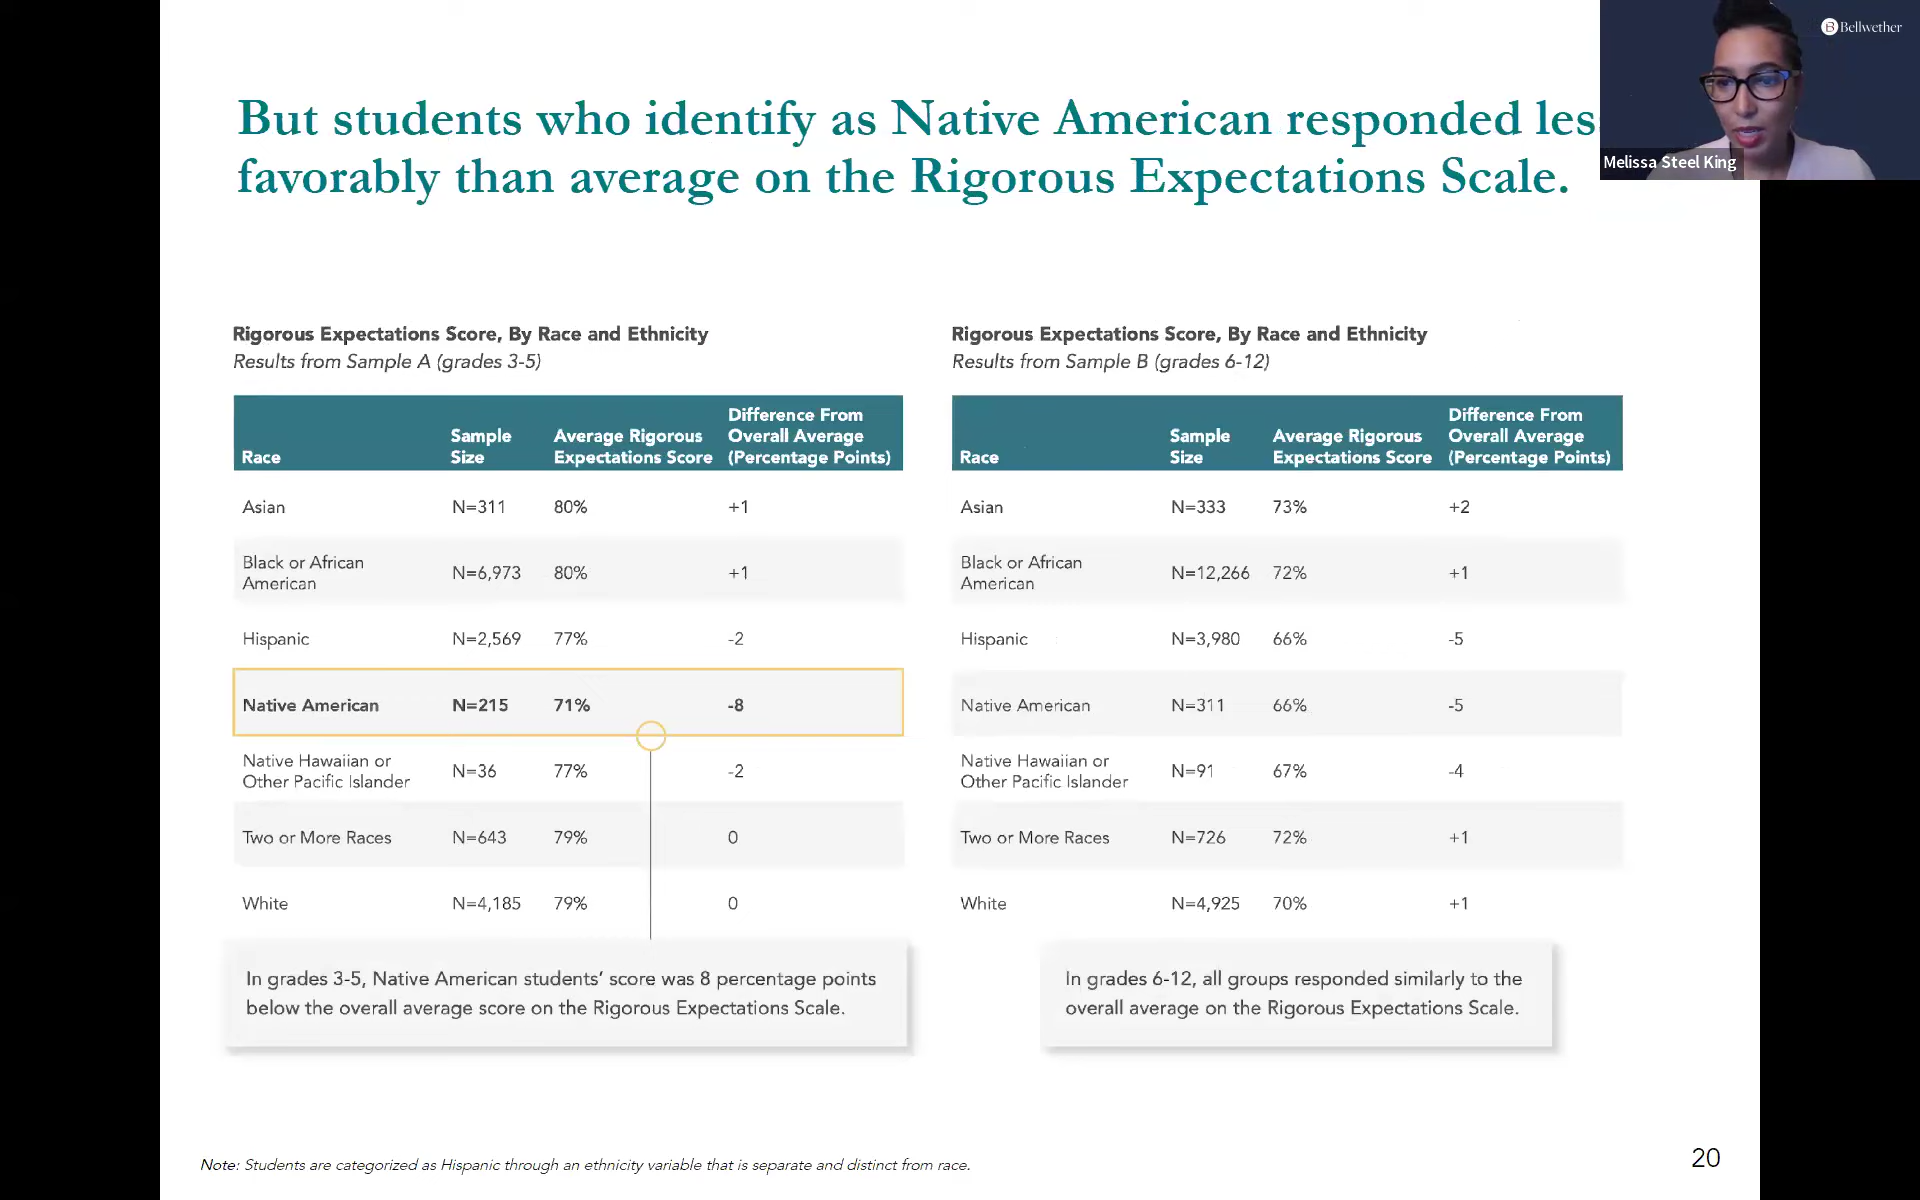 Bellwether
But students who identify as Native American responded les
favorably than average on the Rigorous Expectations Scale.
Melissa Steel King
Rigorous Expectations Score, By Race and Ethnicity
Results from Sample A (grades 3-5)
Race Sample Size Average Rigorous Expectations Score Difference From Overall Average (Percentage Points)
Asian N=311 80% +1
Black or African American N=6,973 80% +1
Hispanic N=2,569 77% -2
Native American N=215 71% -8
Native Hawaiian or Other Pacific Islander N=36 77% -2
Two or More Races N=643 79% 0
White N=4,185 79% 0
In grades 3-5, Native American students’ score was 8 percentage points
below the overall average score on the Rigorous Expectations Scale.
Rigorous Expectations Score, By Race and Ethnicity
Results from Sample B (grades 6-12)
Race Sample Size Average Rigorous Expectations Score Difference From Overall Average (Percentage Points)
Asian N=333 73% +2
Black or African American N=12,266 72% +1
Hispanic N=3,980 66% -5
Native American N=311 66% -5
Native Hawaiian or Other Pacific Islander N=91 67% -4
Two or More Races N=726 72% +1
White N=4,925 70% +1
In grades 6-12, all groups responded similarly to the
overall average on the Rigorous Expectations Scale.
Note: Students are categorized as Hispanic through an ethnicity variable that is separate and distinct from race.
20